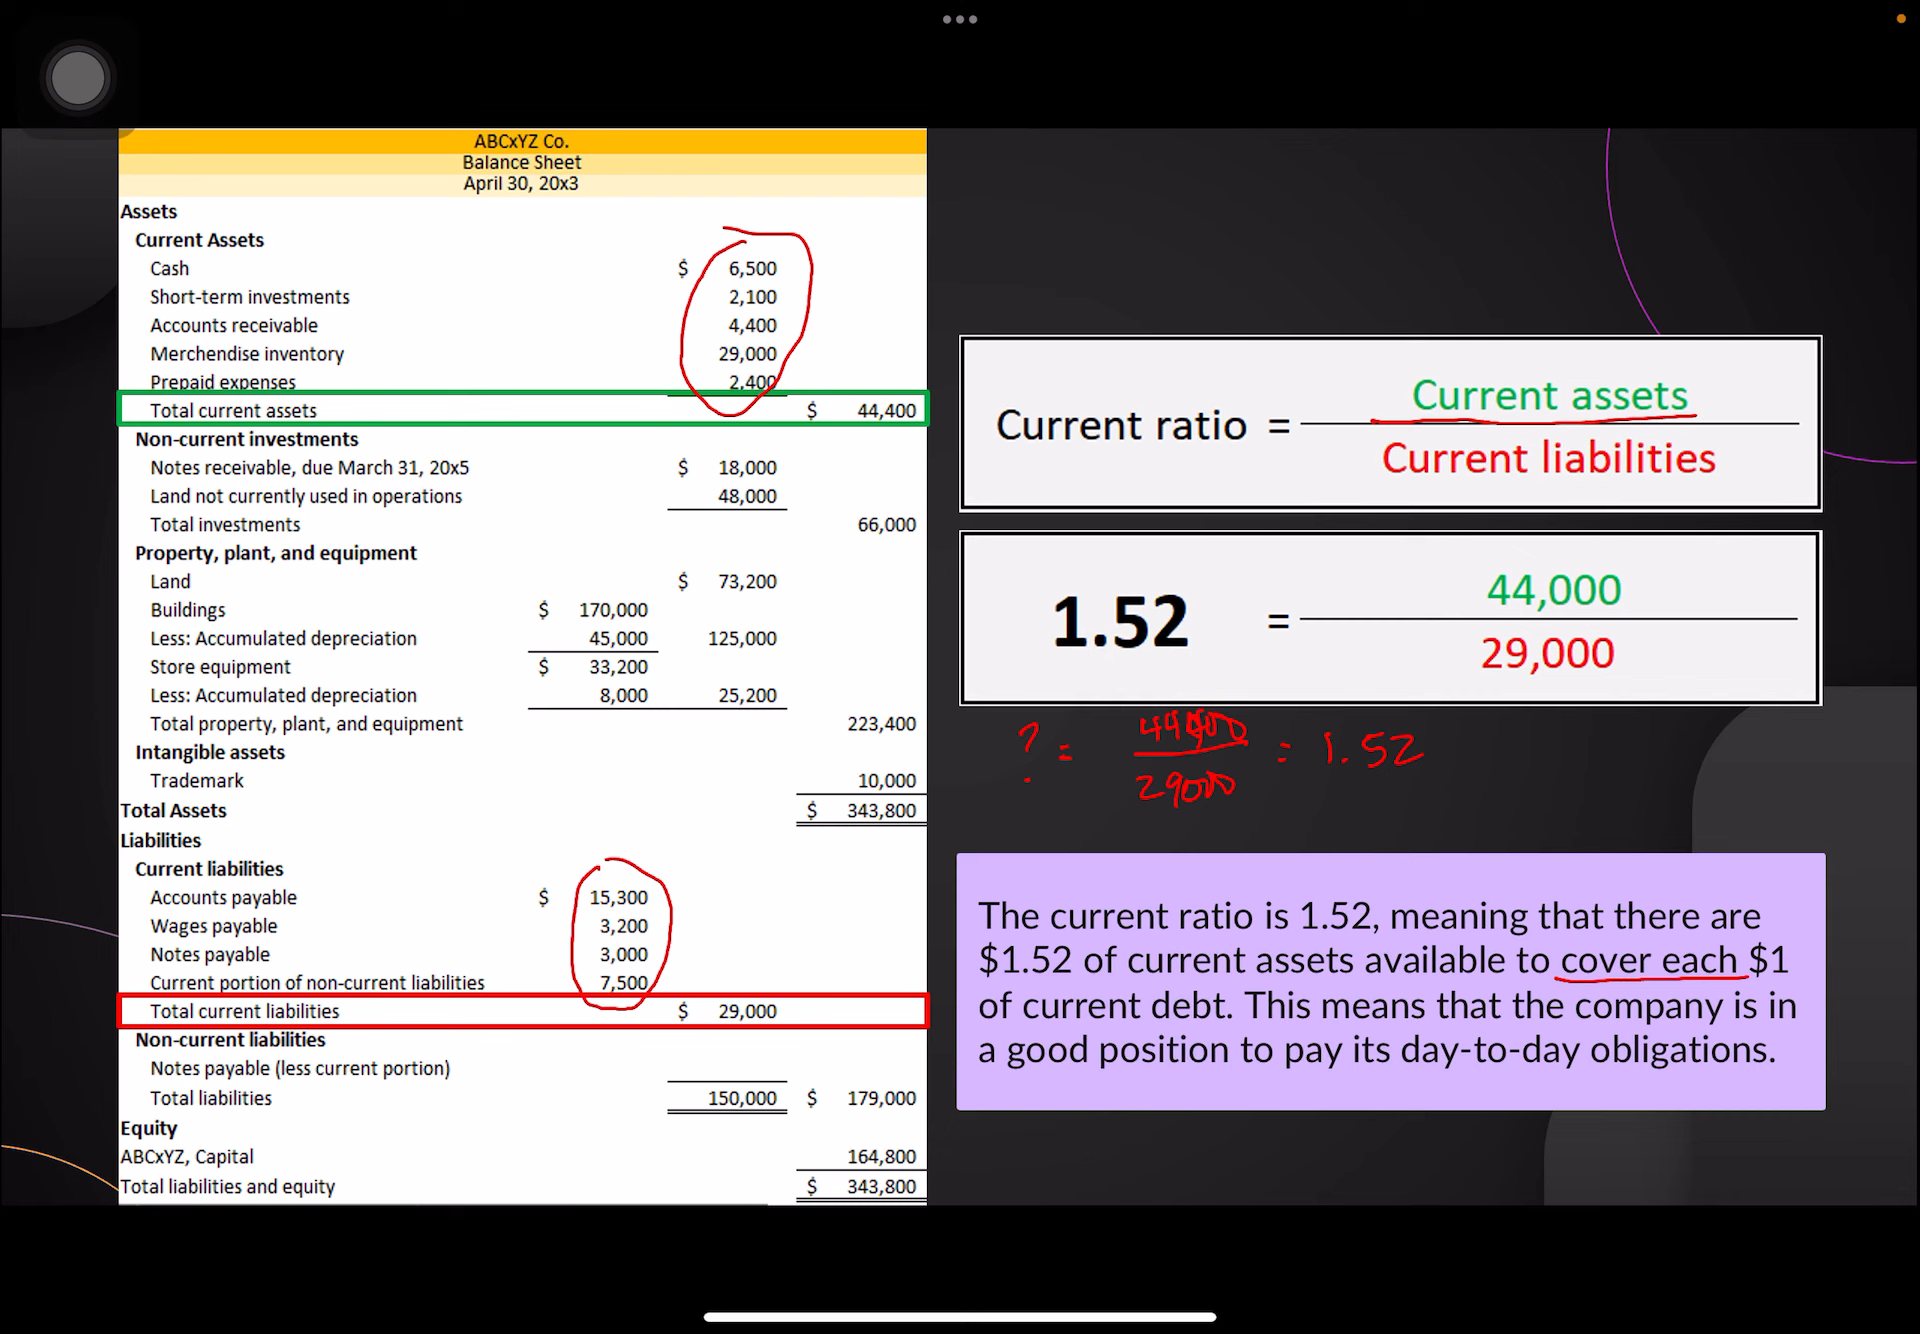 ABCxYZ Co.
Balance Sheet
April 30, 20x3
Assets
Current Assets
Cash $ 6,500
Short-term investments 2,100
Accounts receivable 4,400
Merchendise inventory 29,000
Prepaid expenses 2,400
Total current assets $ 44,400
Non-current investments
Notes receivable, due March 31, 20x5 $ 18,000
Land not currently used in operations 48,000
Total investments 66,000
Property, plant, and equipment
Land $ 73,200
Buildings $ 170,000
Less: Accumulated depreciation 45,000 125,000
Store equipment $ 33,200
Less: Accumulated depreciation 8,000 25,200
Total property, plant, and equipment 223,400
Intangible assets
Trademark 10,000
Total Assets $ 343,800
Liabilities
Current liabilities
Accounts payable $ 15,300
Wages payable 3,200
Notes payable 3,000
Current portion of non-current liabilities 7,500
Total current liabilities $ 29,000
Non-current liabilities
Notes payable (less current portion)
Total liabilities 150,000 $ 179,000
Equity
ABCxYZ, Capital 164,800
Total liabilities and equity $ 343,800
Current assets
Current ratio =
Current liabilities
44,000
1.52 =
29,000
? = = 1.52
29000
The current ratio is 1.52, meaning that there are
$1.52 of current assets available to cover each $1
of current debt. This means that the company is in
a good position to pay its day-to-day obligations.